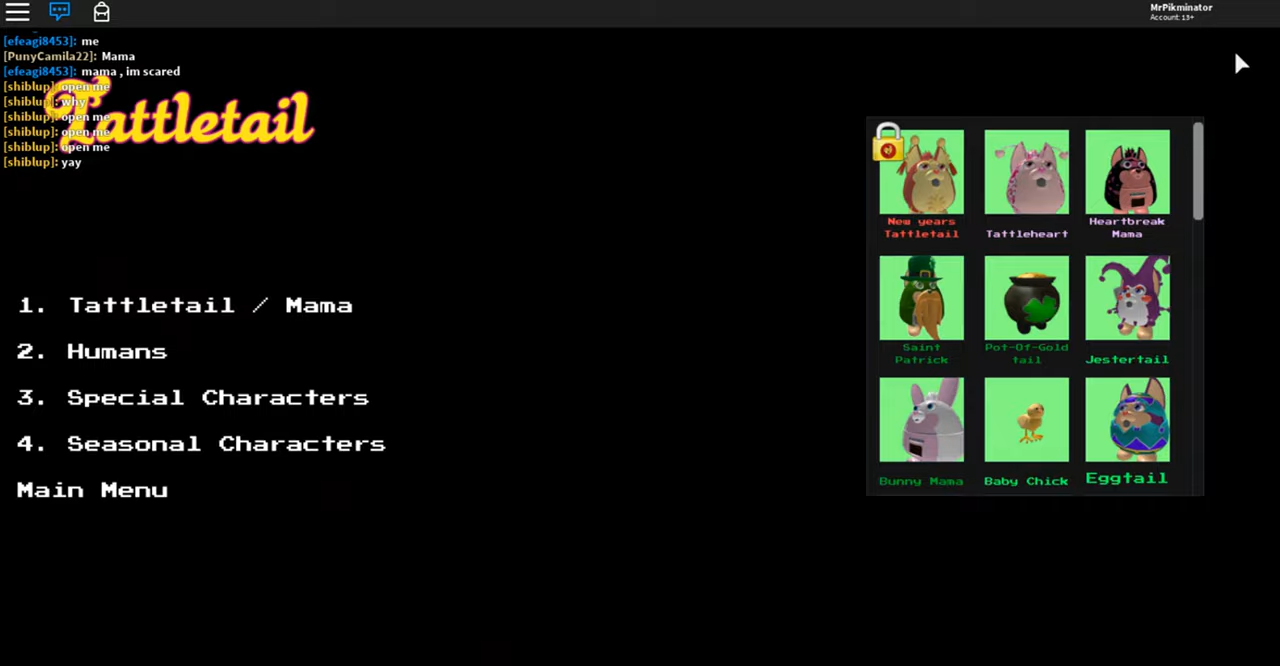 MrPikminator
Account: 13+
[efeagi8453]: me
[PunyCamila22]: Mama
[efeagi8453]: mama , im scared
[shiblup]: open me
[shiblup]: why
[shiblup]: open me
[shiblup]: open me
[shiblup]: open me
[shiblup]: yay
Tattletail
1. Tattletail / Mama
2. Humans
3. Special Characters
4. Seasonal Characters
Main Menu
New years
Tattletail
Tattleheart
Heartbreak
Mama
Saint
Patrick
Pot-Of-Gold
tail
Jestertail
Bunny Mama
Baby Chick
Eggtail